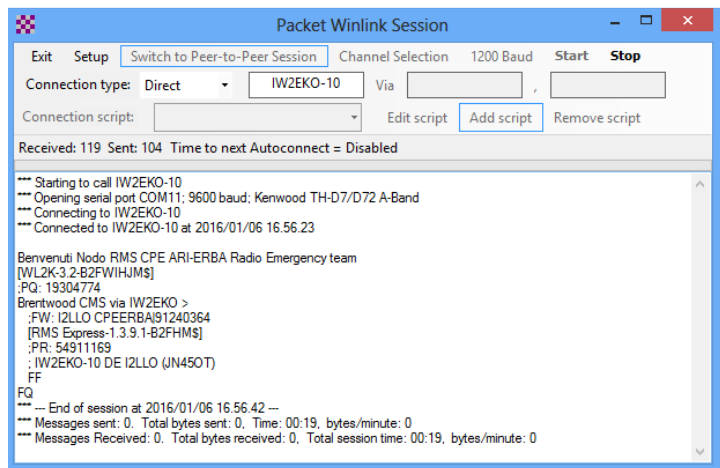 Packet Winlink Session
Exit Setup Switch to Peer-to-Peer Session Channel Selection 1200 Baud Start Stop
Connection type: Direct IW2EKO-10 Via ,
Connection script: Edit script Add script Remove script
Received: 119 Sent: 104 Time to next Autoconnect = Disabled
*** Starting to call IW2EKO-10
*** Opening serial port COM11; 9600 baud; Kenwood TH-D7/D72 A-Band
*** Connecting to IW2EKO-10
*** Connected to IW2EKO-10 at 2016/01/06 16.56.23
Benvenuti Nodo RMS CPE ARI-ERBA Radio Emergency team
[WL2K-3.2-B2FWIHJM$]
;PQ: 19304774
Brentwood CMS via IW2EKO >
;FW: I2LLO CPEERBA|91240364
[RMS Express-1.3.9.1-B2FHM$]
;PR: 54911169
; IW2EKO-10 DE I2LLO (JN45OT)
FF
FQ
*** --- End of session at 2016/01/06 16.56.42 ---
*** Messages sent: 0. Total bytes sent: 0, Time: 00:19, bytes/minute: 0
*** Messages Received: 0. Total bytes received: 0, Total session time: 00:19, bytes/minute: 0